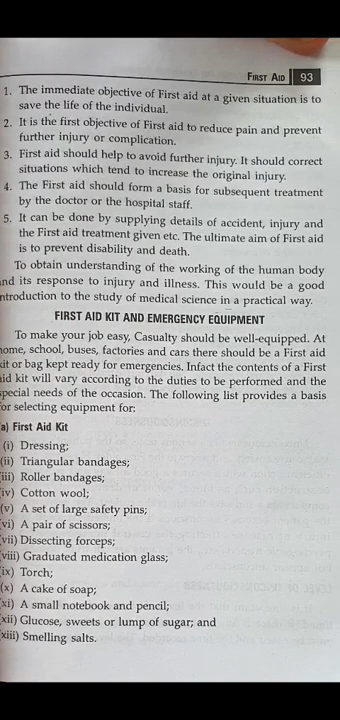 FIRST AID 93
1. The immediate objective of First aid at a given situation is to
save the life of the individual.
2. It is the first objective of First aid to reduce pain and prevent
further injury or complication.
3. First aid should help to avoid further injury. It should correct
situations which tend to increase the original injury.
4. The First aid should form a basis for subsequent treatment
by the doctor or the hospital staff.
5. It can be done by supplying details of accident, injury and
the First aid treatment given etc. The ultimate aim of First aid
is to prevent disability and death.
To obtain understanding of the working of the human body
and its response to injury and illness. This would be a good
ntroduction to the study of medical science in a practical way.
FIRST AID KIT AND EMERGENCY EQUIPMENT
To make your job easy, Casualty should be well-equipped. At
home, school, buses, factories and cars there should be a First aid
kit or bag kept ready for emergencies. Infact the contents of a First
aid kit will vary according to the duties to be performed and the
special needs of the occasion. The following list provides a basis
for selecting equipment for:
a) First Aid Kit
(i) Dressing;
(ii) Triangular bandages;
(iii) Roller bandages;
iv) Cotton wool;
(v) A set of large safety pins;
(vi) A pair of scissors;
(vii) Dissecting forceps;
(viii) Graduated medication glass;
(ix) Torch;
(x) A cake of soap;
(xi) A small notebook and pencil;
(xii) Glucose, sweets or lump of sugar; and
(xiii) Smelling salts.